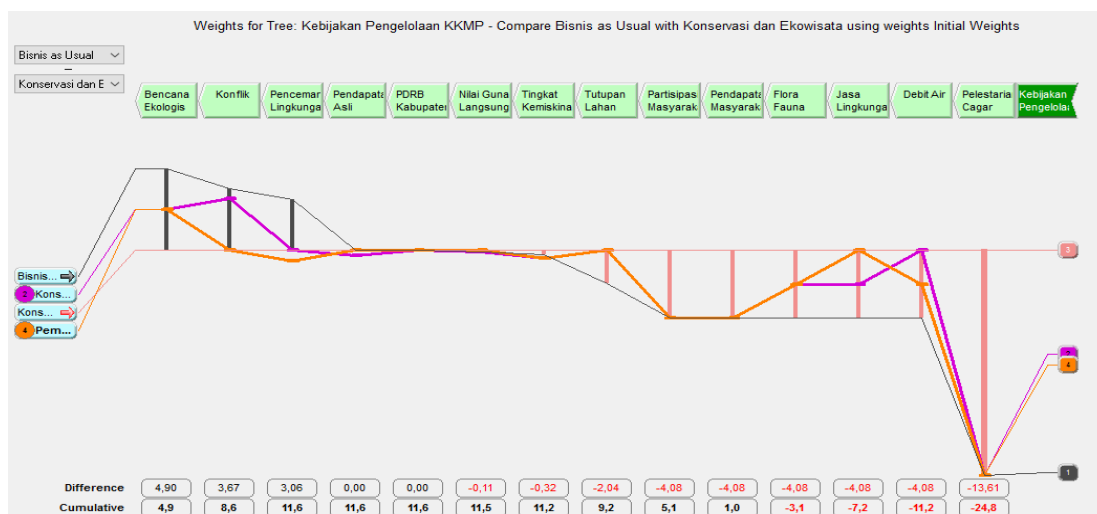 Weights for Tree: Kebijakan Pengelolaan KKMP - Compare Bisnis as Usual with Konservasi dan Ekowisata using weights Initial Weights
Bisnis as Usual
–
Konservasi dan E
Bencana Ekologis
Konflik
Pencemar Lingkunga
Pendapata Asli
PDRB Kabupater
Nilai Guna Langsung
Tingkat Kemiskina
Tutupan Lahan
Partisipas Masyarak
Pendapata Masyarak
Flora Fauna
Jasa Lingkunga
Debit Air
Pelestaria Cagar
Kebijakan Pengelola
3
Bisnis...
2 Kons...
Kons...
4 Pem...
2
4
1
Difference 4,90 3,67 3,06 0,00 0,00 -0,11 -0,32 -2,04 -4,08 -4,08 -4,08 -4,08 -4,08 -13,61
Cumulative 4,9 8,6 11,6 11,6 11,6 11,5 11,2 9,2 5,1 1,0 -3,1 -7,2 -11,2 -24,8